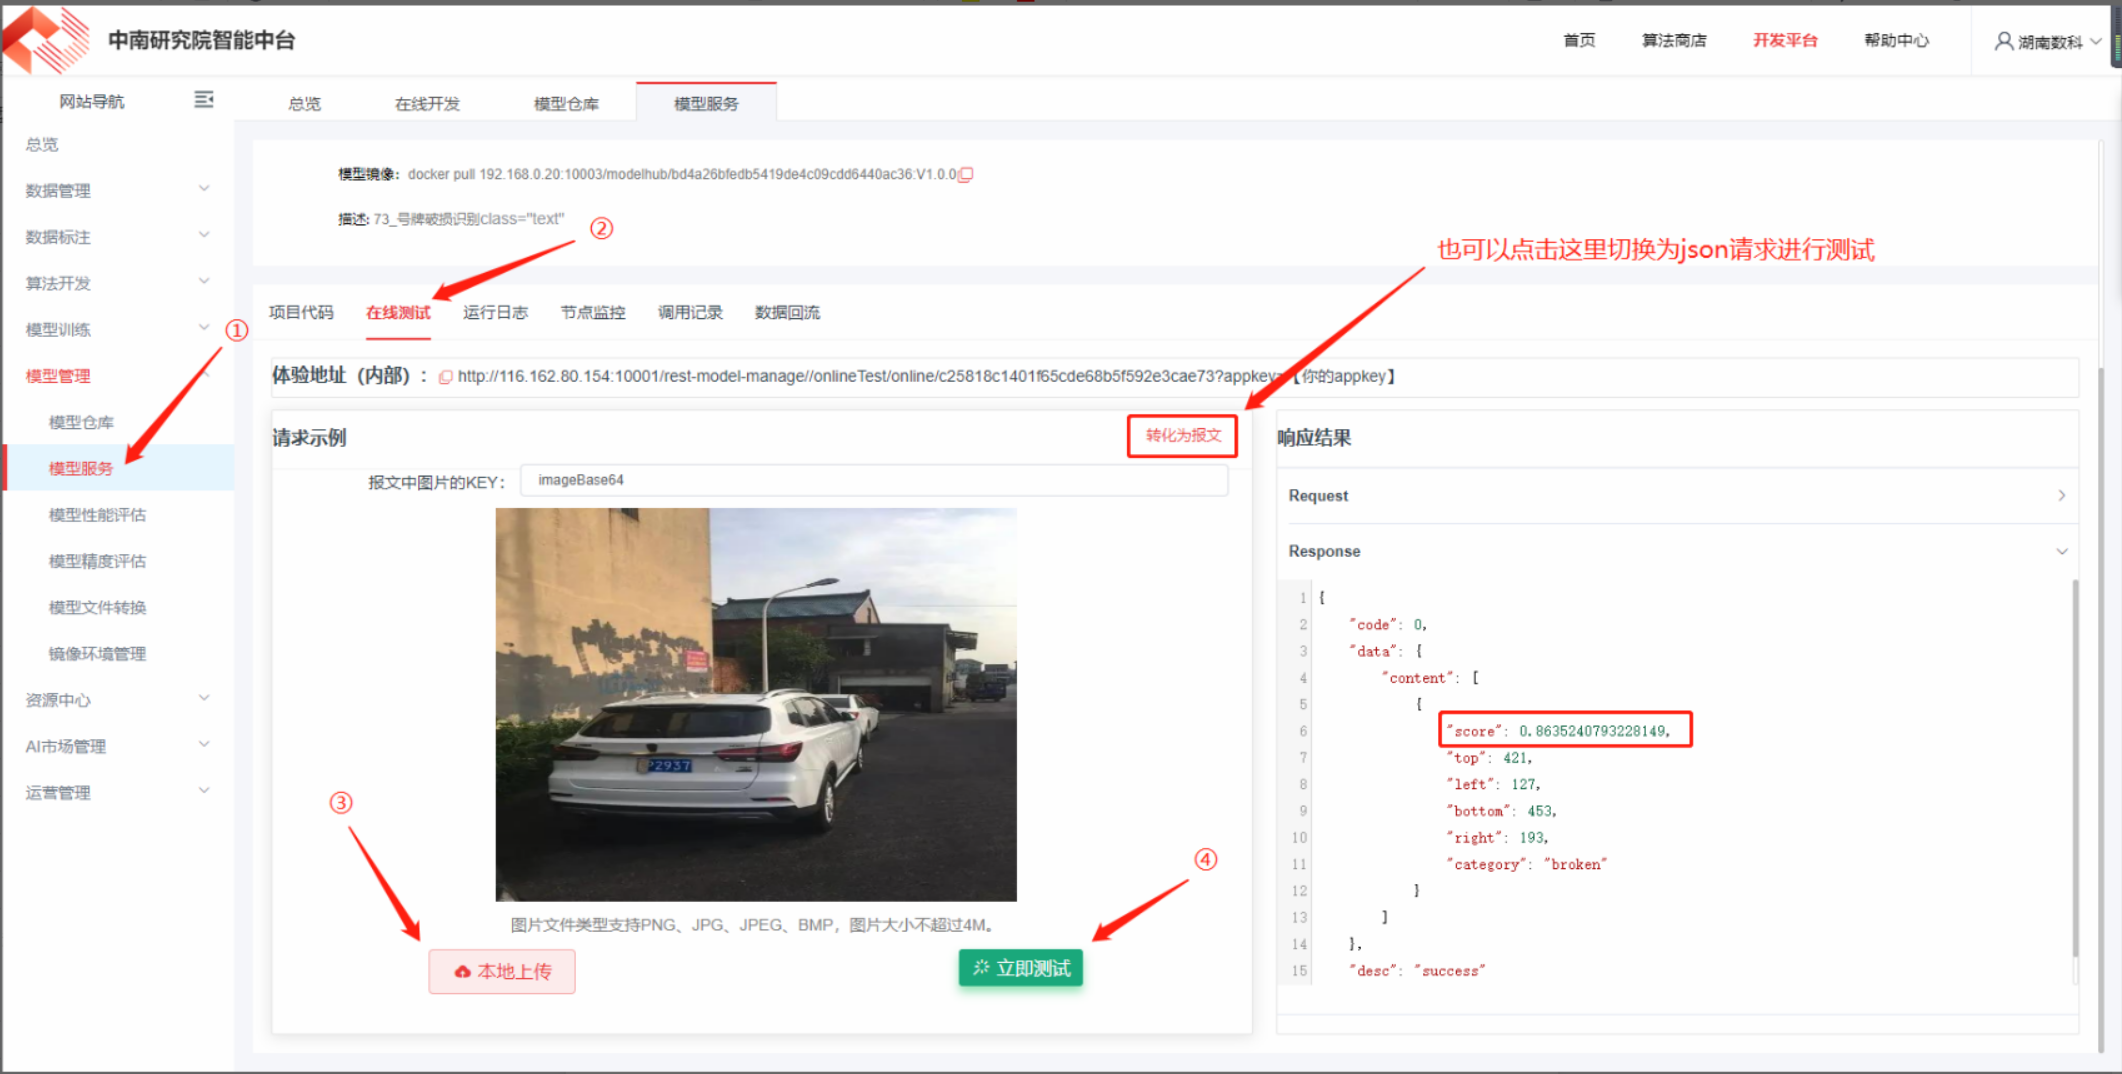 中南研究院智能中台
首页 算法商店 开发平台 帮助中心 湖南数科
网站导航
总览 在线开发 模型仓库 模型服务
总览
数据管理
数据标注
算法开发
模型训练
模型管理
模型仓库
模型服务
模型性能评估
模型精度评估
模型文件转换
镜像环境管理
资源中心
AI市场管理
运营管理
模型镜像: docker pull 192.168.0.20:10003/modelhub/bd4a26bfedb5419de4c09cdd6440ac36:V1.0.0
描述: 73_号牌破损识别class="text"
①
②
也可以点击这里切换为json请求进行测试
项目代码 在线测试 运行日志 节点监控 调用记录 数据回流
体验地址（内部）: http://116.162.80.154:10001/rest-model-manage//onlineTest/online/c25818c1401f65cde68b5f592e3cae73?appkey=【你的appkey】
请求示例 转化为报文
报文中图片的KEY: imageBase64
P2937
③
④
图片文件类型支持PNG、JPG、JPEG、BMP，图片大小不超过4M。
本地上传 立即测试
响应结果
Request
Response
1 {
2 "code": 0,
3 "data": {
4 "content": [
5 {
6 "score": 0.8635240793228149,
7 "top": 421,
8 "left": 127,
9 "bottom": 453,
10 "right": 193,
11 "category": "broken"
12 }
13 ]
14 },
15 "desc": "success"